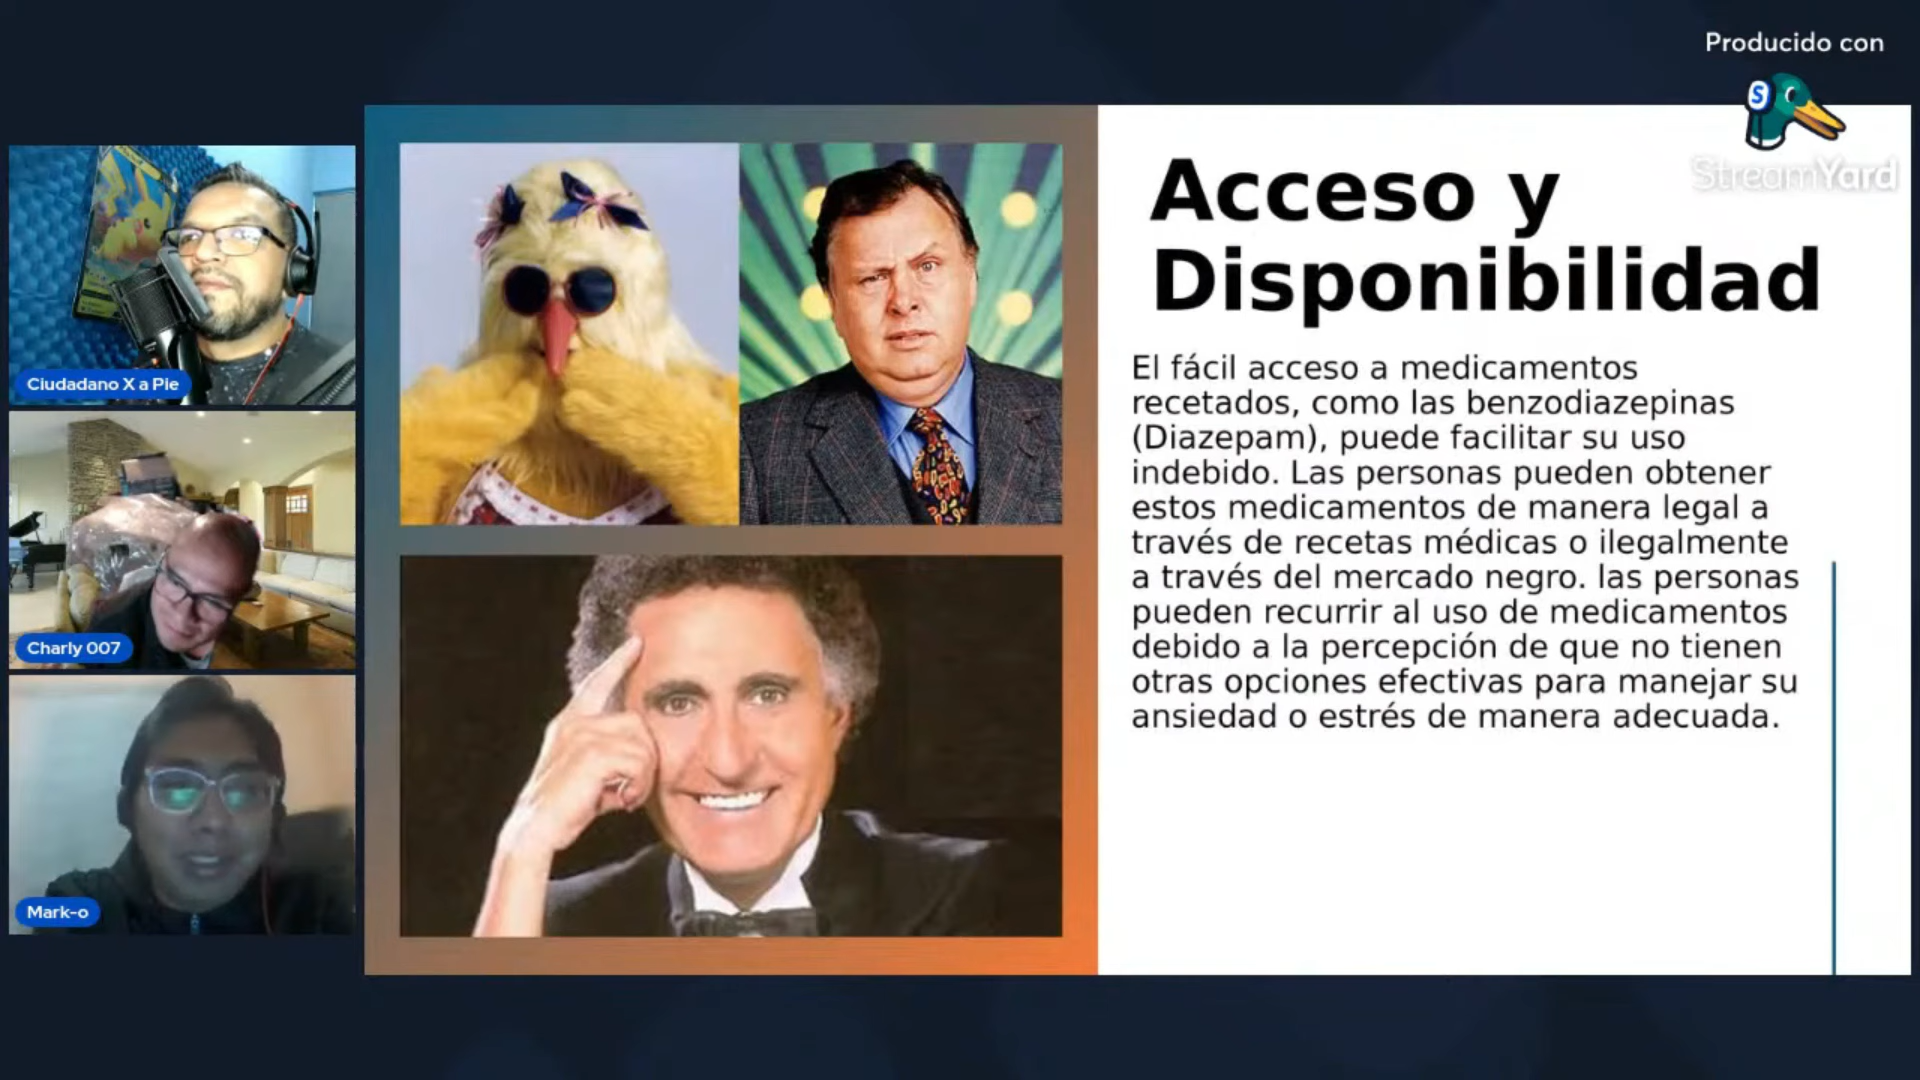 Producido con
S
StreamYard
Ciudadano X a Pie
Charly 007
Mark-o
Acceso y
Disponibilidad
El fácil acceso a medicamentos
recetados, como las benzodiazepinas
(Diazepam), puede facilitar su uso
indebido. Las personas pueden obtener
estos medicamentos de manera legal a
través de recetas médicas o ilegalmente
a través del mercado negro. las personas
pueden recurrir al uso de medicamentos
debido a la percepción de que no tienen
otras opciones efectivas para manejar su
ansiedad o estrés de manera adecuada.